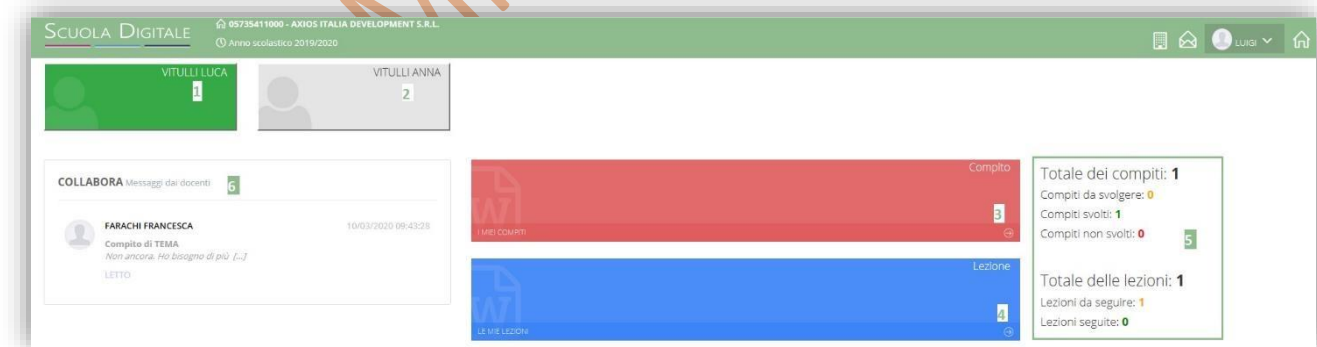 SCUOLA DIGITALE
05735411000 - AXIOS ITALIA DEVELOPMENT S.R.L.
Anno scolastico 2019/2020
LUIGI
VITULLI LUCA
1
VITULLI ANNA
2
COLLABORA Messaggi dai docenti
6
FARACHI FRANCESCA
10/03/2020 09:43:28
Compito di TEMA
Non ancora. Ho bisogno di più [...]
LETTO
Compito
3
I MIEI COMPITI
Lezione
4
LE MIE LEZIONI
Totale dei compiti: 1
Compiti da svolgere: 0
Compiti svolti: 1
Compiti non svolti: 0
5
Totale delle lezioni: 1
Lezioni da seguire: 1
Lezioni seguite: 0